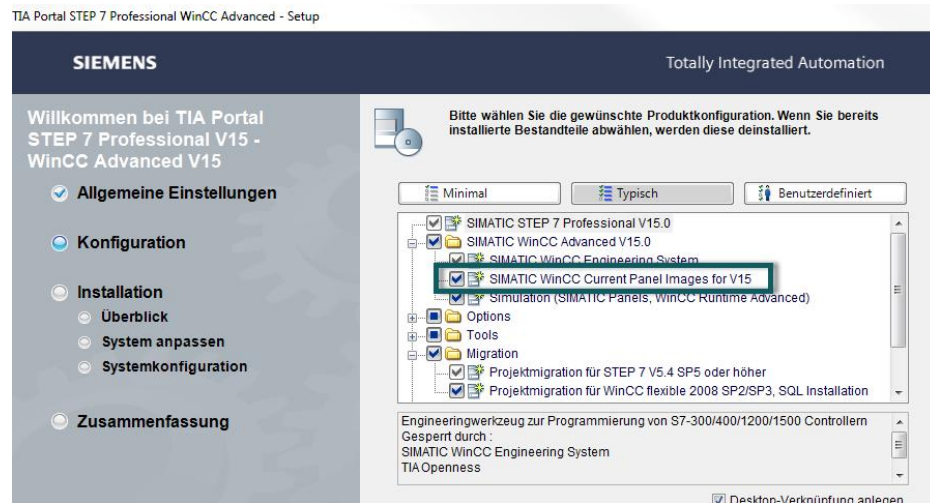 TIA Portal STEP 7 Professional WinCC Advanced - Setup
SIEMENS
Totally Integrated Automation
Willkommen bei TIA Portal
STEP 7 Professional V15 -
WinCC Advanced V15
Allgemeine Einstellungen
Konfiguration
Installation
Überblick
System anpassen
Systemkonfiguration
Zusammenfassung
Bitte wählen Sie die gewünschte Produktkonfiguration. Wenn Sie bereits
installierte Bestandteile abwählen, werden diese deinstalliert.
Minimal
Typisch
Benutzerdefiniert
SIMATIC STEP 7 Professional V15.0
SIMATIC WinCC Advanced V15.0
SIMATIC WinCC Engineering System
SIMATIC WinCC Current Panel Images for V15
Simulation (SIMATIC Panels, WinCC Runtime Advanced)
Options
Tools
Migration
Projektmigration für STEP 7 V5.4 SP5 oder höher
Projektmigration für WinCC flexible 2008 SP2/SP3, SQL Installation
Engineeringwerkzeug zur Programmierung von S7-300/400/1200/1500 Controllern
Gesperrt durch :
SIMATIC WinCC Engineering System
TIA Openness
Desktop-Verknüpfung anlegen